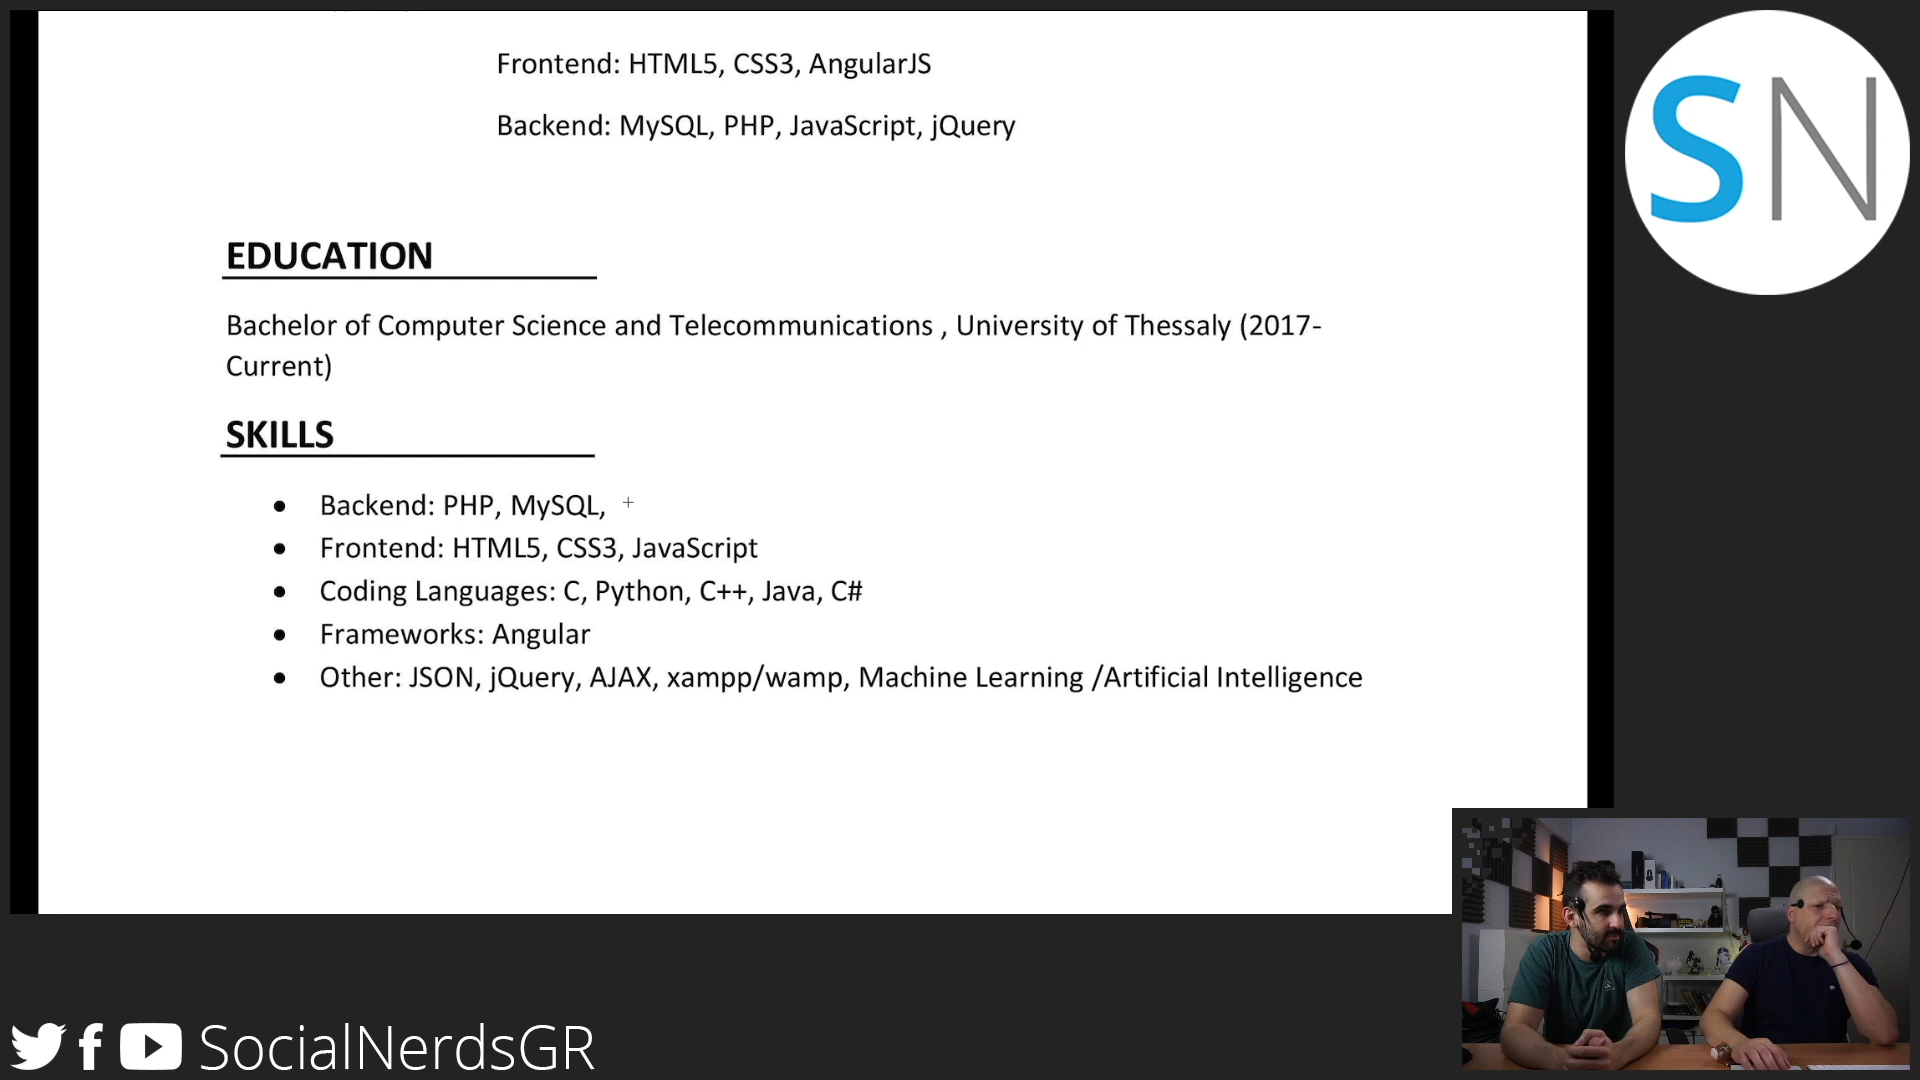 Frontend: HTML5, CSS3, AngularJS
Backend: MySQL, PHP, JavaScript, jQuery
EDUCATION
Bachelor of Computer Science and Telecommunications , University of Thessaly (2017-
Current)
SKILLS
• Backend: PHP, MySQL,
• Frontend: HTML5, CSS3, JavaScript
• Coding Languages: C, Python, C++, Java, C#
• Frameworks: Angular
• Other: JSON, jQuery, AJAX, xampp/wamp, Machine Learning /Artificial Intelligence
SN
SocialNerdsGR